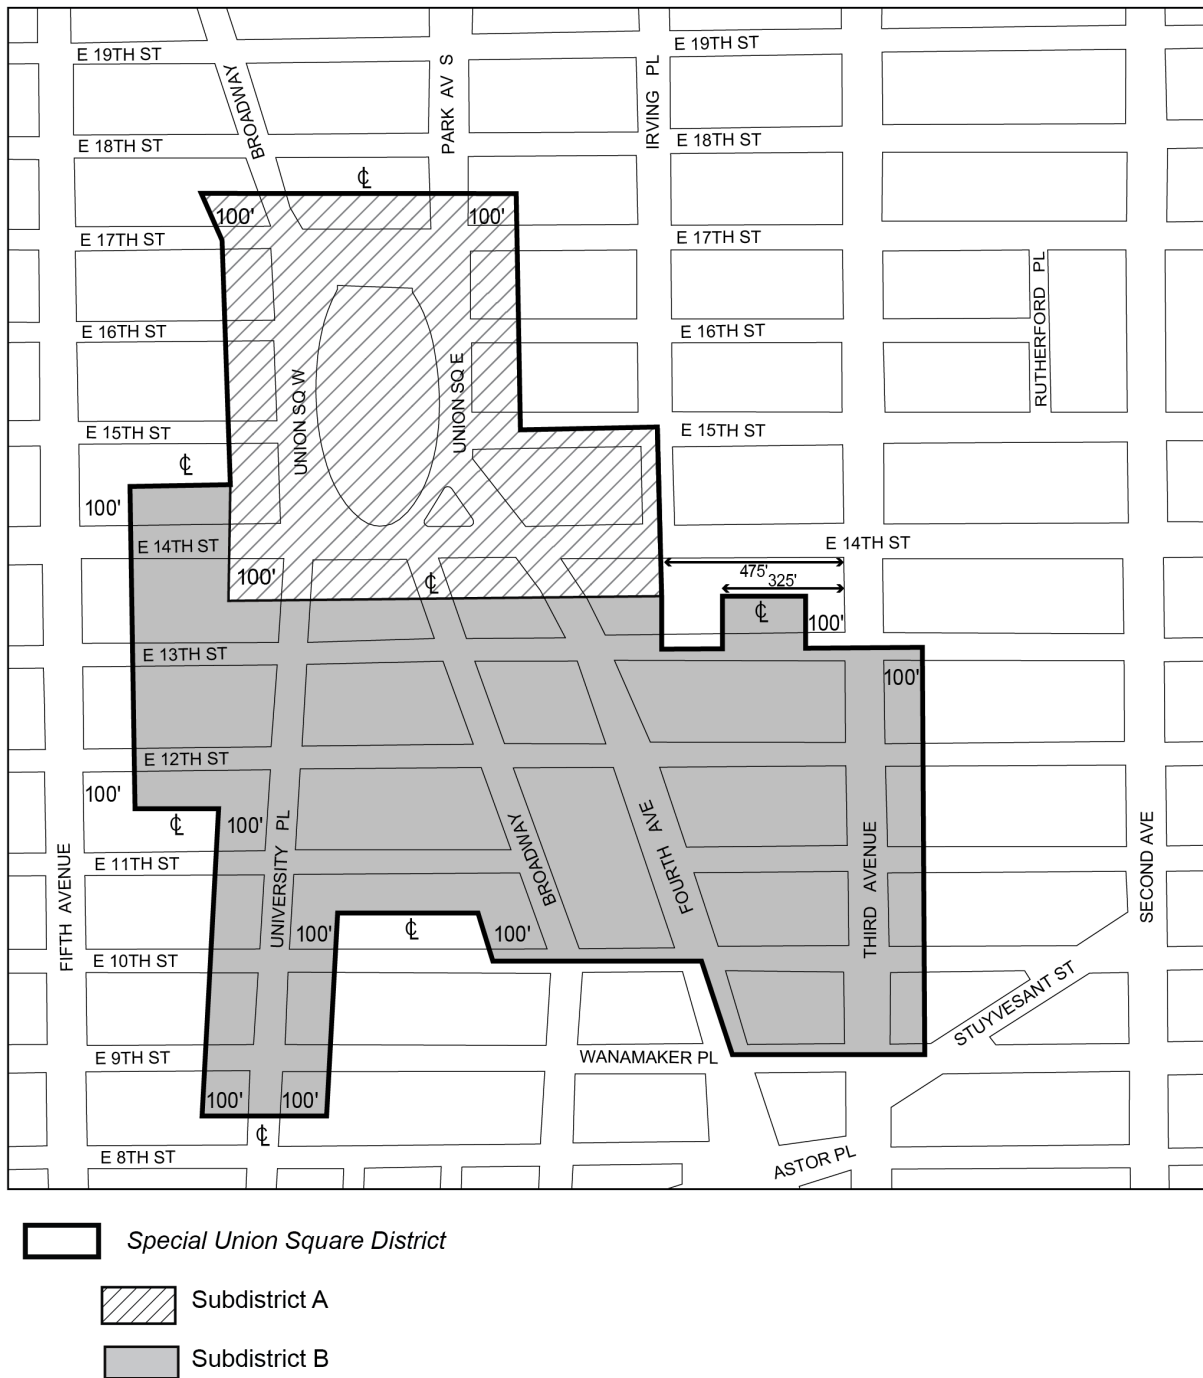 E 19TH ST
E 19TH ST
BROADWAY
PARK AV S
IRVING PL
E 18TH ST
E 18TH ST
℄
100'
100'
E 17TH ST
E 17TH ST
RUTHERFORD PL
E 16TH ST
E 16TH ST
UNION SQ W
UNION SQ E
E 15TH ST
E 15TH ST
℄
100'
E 14TH ST
E 14TH ST
100'
℄
475'
325'
℄
100'
E 13TH ST
100'
E 12TH ST
100'
℄
100'
UNIVERSITY PL
BROADWAY
FOURTH AVE
THIRD AVENUE
SECOND AVE
FIFTH AVENUE
E 11TH ST
100'
℄
100'
E 10TH ST
STUYVESANT ST
E 9TH ST
WANAMAKER PL
100'
100'
℄
E 8TH ST
ASTOR PL
Special Union Square District
Subdistrict A
Subdistrict B